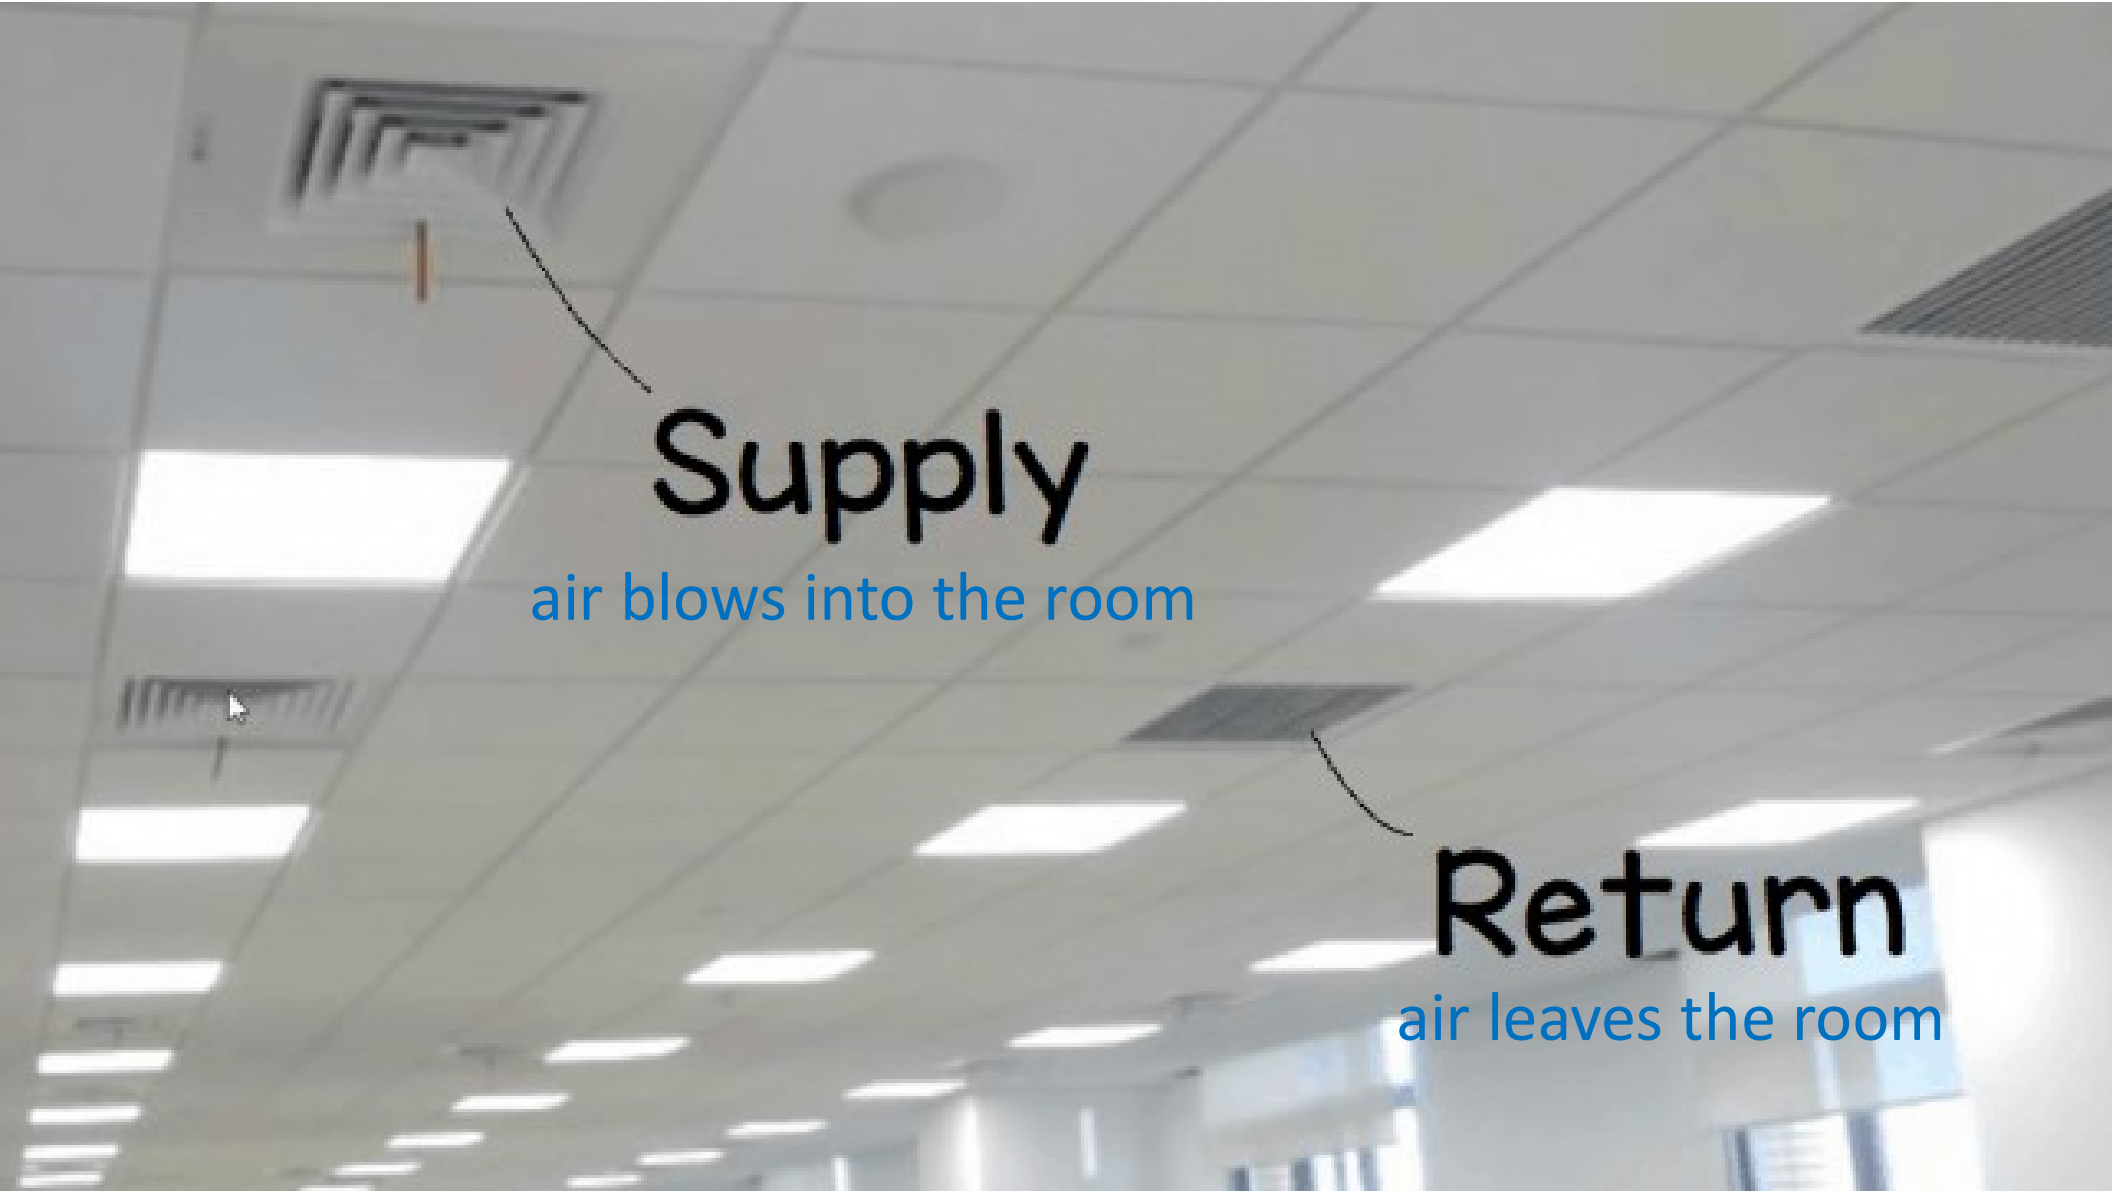 Supply
air blows into the room
Return
air leaves the room